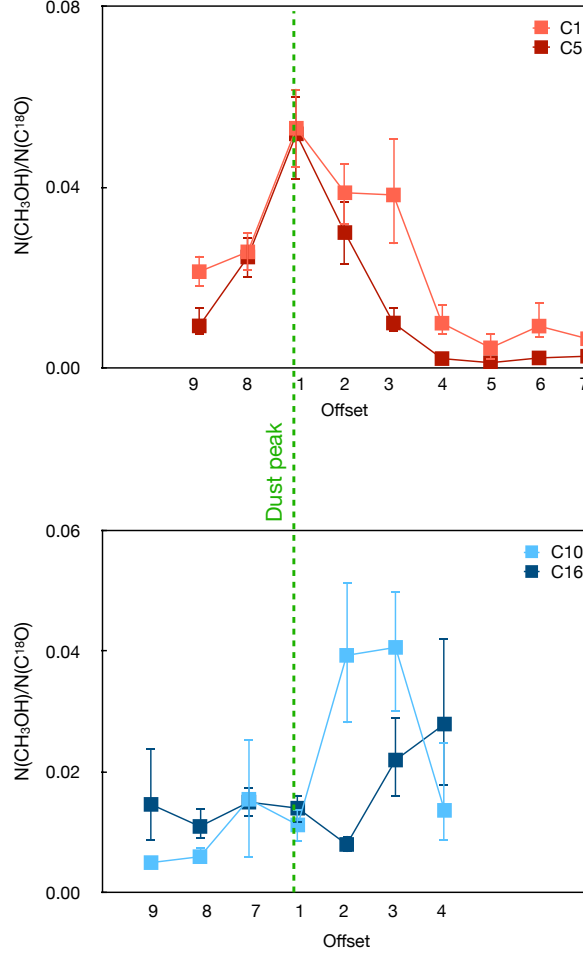 0.08
C1
C5
N(CH₃OH)/N(C¹⁸O)
0.04
0.00
9 8 1 2 3 4 5 6 7
Offset
Dust peak
0.06
C10
C16
N(CH₃OH)/N(C¹⁸O)
0.04
0.02
0.00
9 8 7 1 2 3 4
Offset